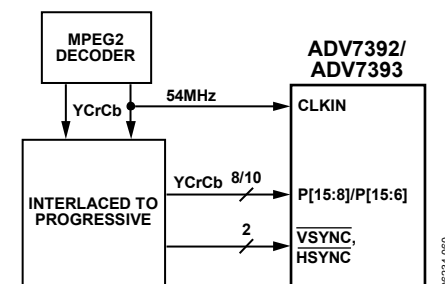 MPEG2
DECODER
YCrCb
54MHz
ADV7392/
ADV7393
CLKIN
INTERLACED TO
PROGRESSIVE
YCrCb
8/10
P[15:8]/P[15:6]
2
VSYNC,
HSYNC